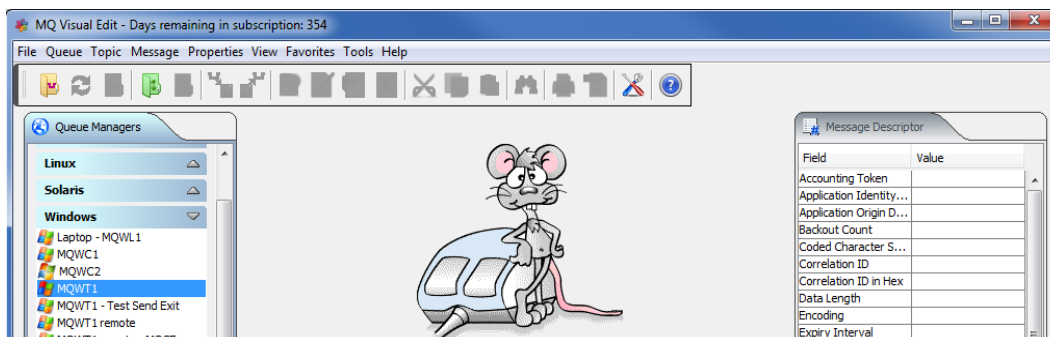 MQ Visual Edit - Days remaining in subscription: 354
File Queue Topic Message Properties View Favorites Tools Help
Queue Managers
Linux
Solaris
Windows
Laptop - MQWL1
MQWC1
MQWC2
MQWT1
MQWT1 - Test Send Exit
MQWT1 remote
Message Descriptor
Field Value
Accounting Token
Application Identity...
Application Origin D...
Backout Count
Coded Character S...
Correlation ID
Correlation ID in Hex
Data Length
Encoding
Expiry Interval